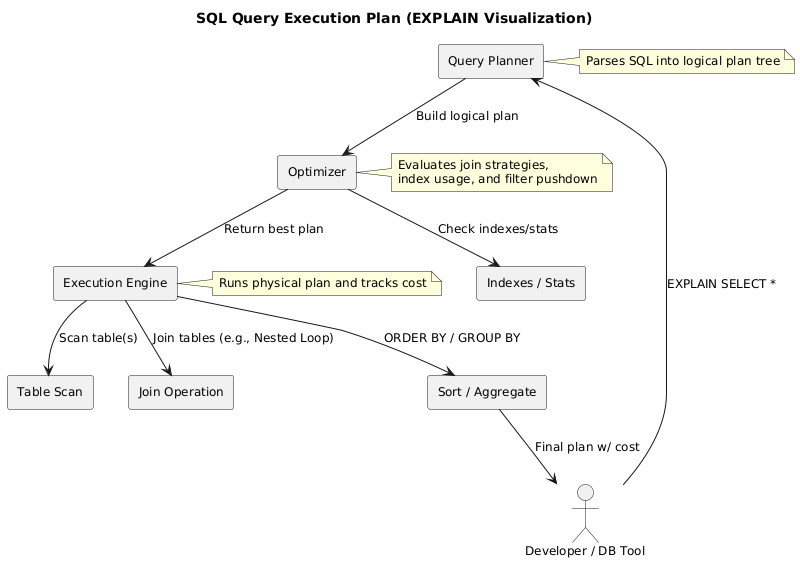 SQL Query Execution Plan (EXPLAIN Visualization)
Query Planner
Parses SQL into logical plan tree
Build logical plan
Optimizer
Evaluates join strategies,
index usage, and filter pushdown
Return best plan
Check indexes/stats
Execution Engine
Runs physical plan and tracks cost
Indexes / Stats
EXPLAIN SELECT *
Scan table(s)
Join tables (e.g., Nested Loop)
ORDER BY / GROUP BY
Table Scan
Join Operation
Sort / Aggregate
Final plan w/ cost
Developer / DB Tool